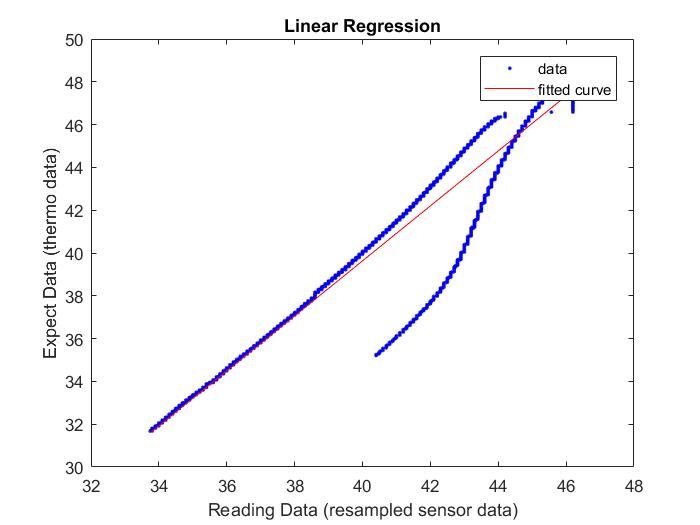 Linear Regression
50
48
46
44
42
40
38
36
34
32
30
32 34 36 38 40 42 44 46 48
data
fitted curve
Expect Data (thermo data)
Reading Data (resampled sensor data)